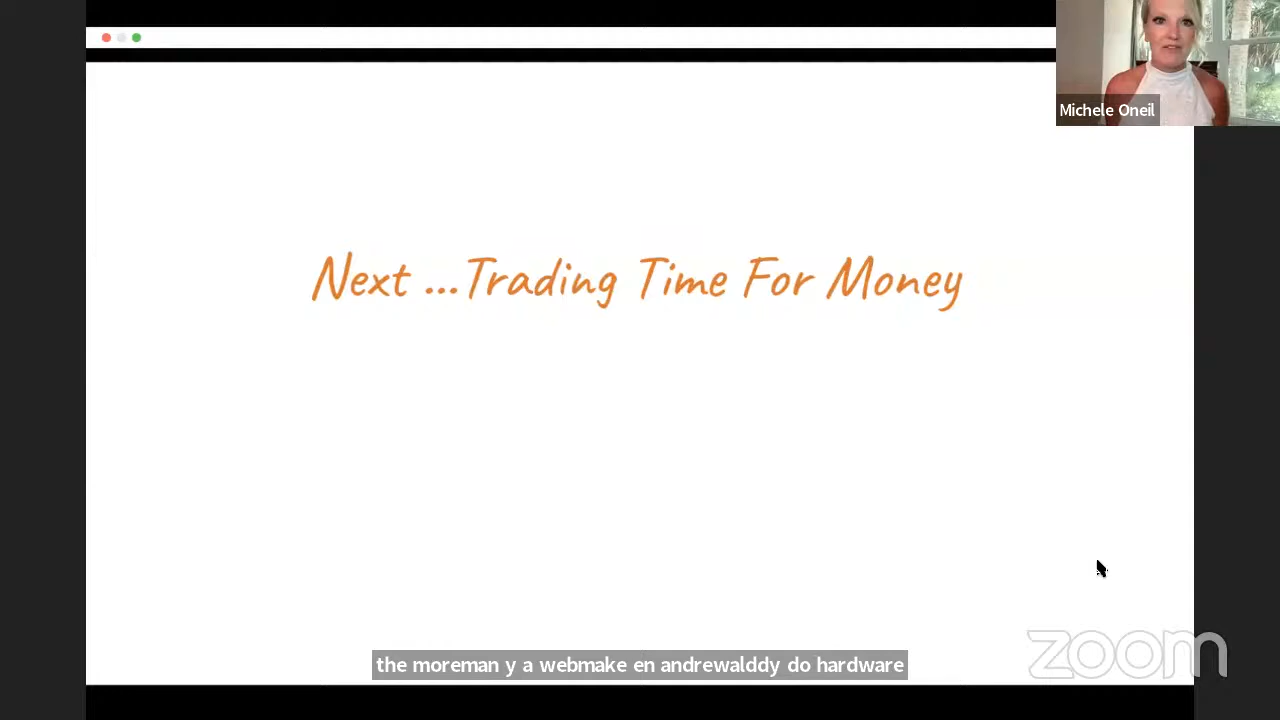 Michele Oneil
Next ...Trading Time For Money
the moreman y a webmake en andrewalddy do hardware
zoom